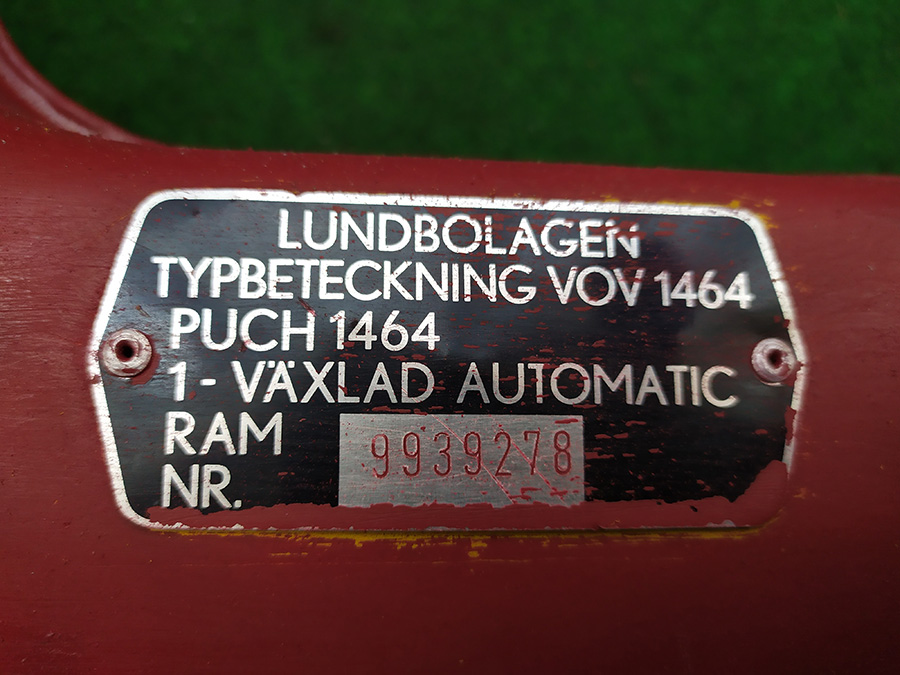 LUNDBOLAGEN
TYPBETECKNING VOV 1464
PUCH 1464
1 - VÄXLAD AUTOMATIC
RAM
NR. 9939278